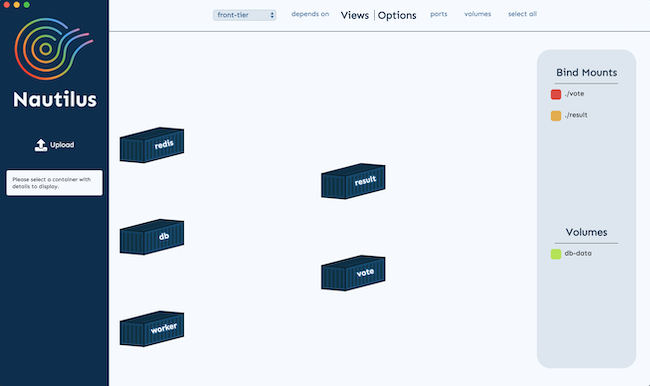 front-tier
depends on
Views
Options
ports
volumes
select all
Nautilus
Upload
Please select a container with
details to display.
redis
result
db
vote
worker
Bind Mounts
./vote
./result
Volumes
db-data